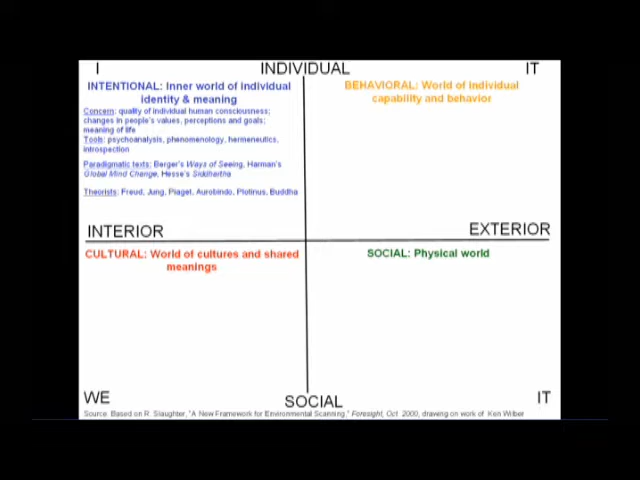 I
INDIVIDUAL
IT
INTENTIONAL: Inner world of individual
identity & meaning
Concern: quality of individual human consciousness;
changes in people's values, perceptions and goals;
meaning of life
Tools: psychoanalysis, phenomenology, hermeneutics,
introspection
Paradigmatic texts: Berger's Ways of Seeing, Harman's
Global Mind Change, Hesse's Siddhartha
Theorists: Freud, Jung, Piaget, Aurobindo, Plotinus, Buddha
BEHAVIORAL: World of individual
capability and behavior
INTERIOR
EXTERIOR
CULTURAL: World of cultures and shared
meanings
SOCIAL: Physical world
WE
SOCIAL
IT
Source: Based on R. Slaughter, "A New Framework for Environmental Scanning," Foresight, Oct. 2000, drawing on work of Ken Wilber